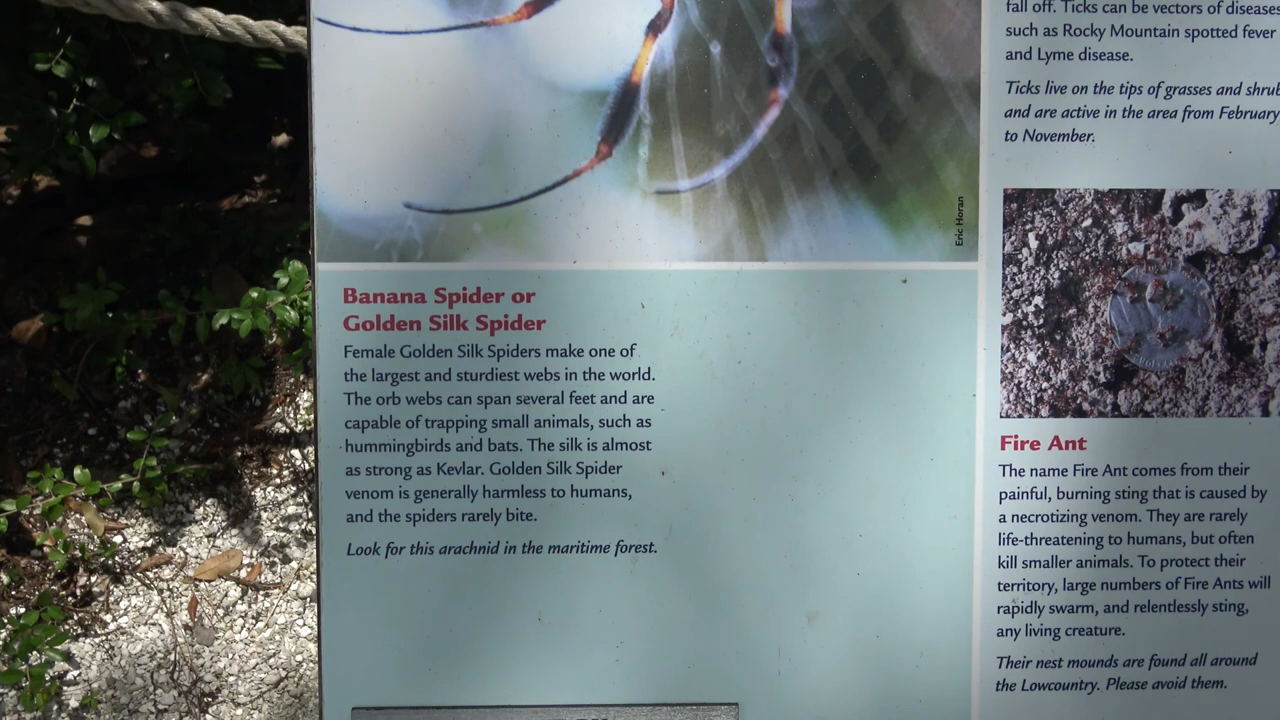 Eric Horan
Banana Spider or
Golden Silk Spider
Female Golden Silk Spiders make one of
the largest and sturdiest webs in the world.
The orb webs can span several feet and are
capable of trapping small animals, such as
hummingbirds and bats. The silk is almost
as strong as Kevlar. Golden Silk Spider
venom is generally harmless to humans,
and the spiders rarely bite.
Look for this arachnid in the maritime forest.
fall off. Ticks can be vectors of diseases
such as Rocky Mountain spotted fever
and Lyme disease.
Ticks live on the tips of grasses and shrub
and are active in the area from February
to November.
Fire Ant
The name Fire Ant comes from their
painful, burning sting that is caused by
a necrotizing venom. They are rarely
life-threatening to humans, but often
kill smaller animals. To protect their
territory, large numbers of Fire Ants will
rapidly swarm, and relentlessly sting,
any living creature.
Their nest mounds are found all around
the Lowcountry. Please avoid them.